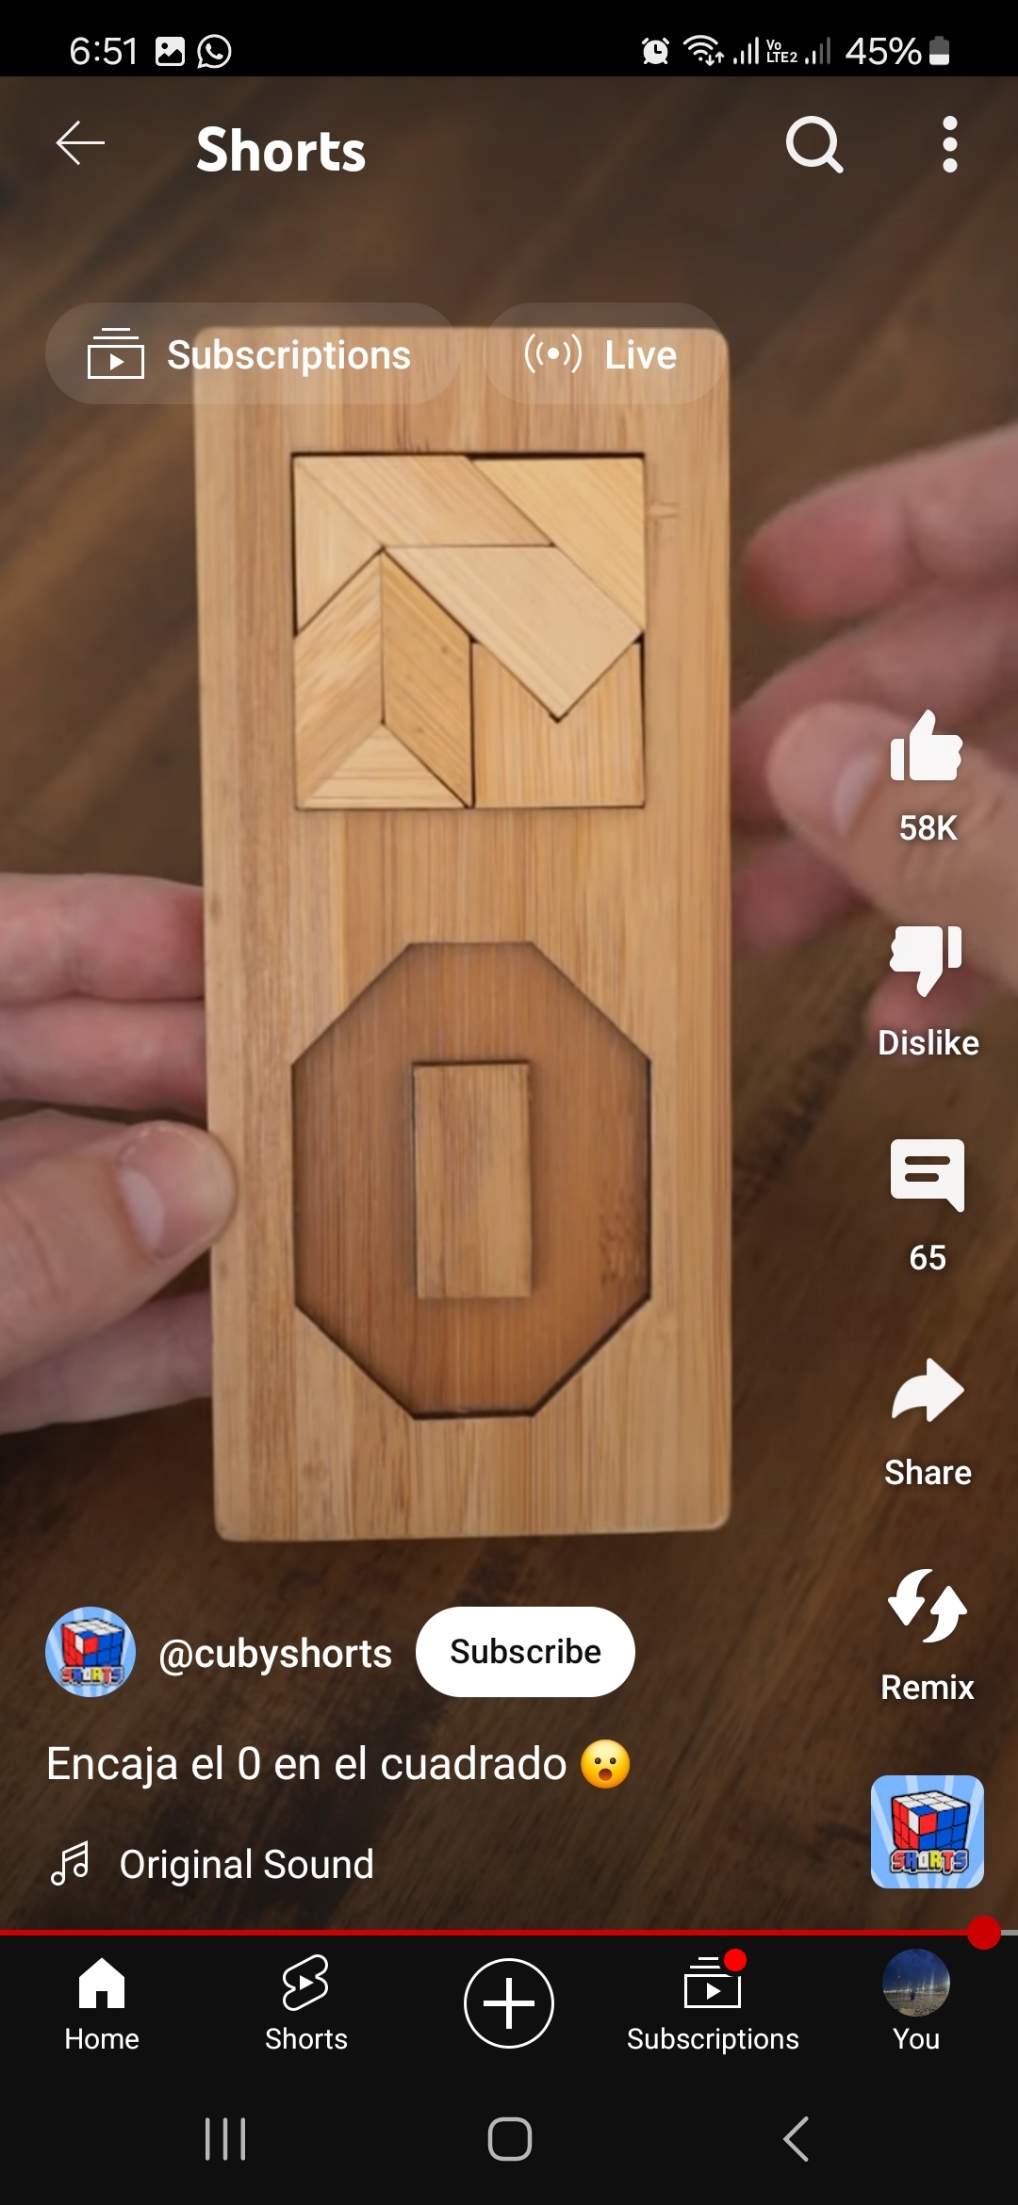 6:51
Vo
LTE2
45%
Shorts
Subscriptions
Live
58K
Dislike
65
Share
Remix
@cubyshorts
Subscribe
Encaja el 0 en el cuadrado 😮
SHORTS
Original Sound
SHORTS
Home
Shorts
Subscriptions
You